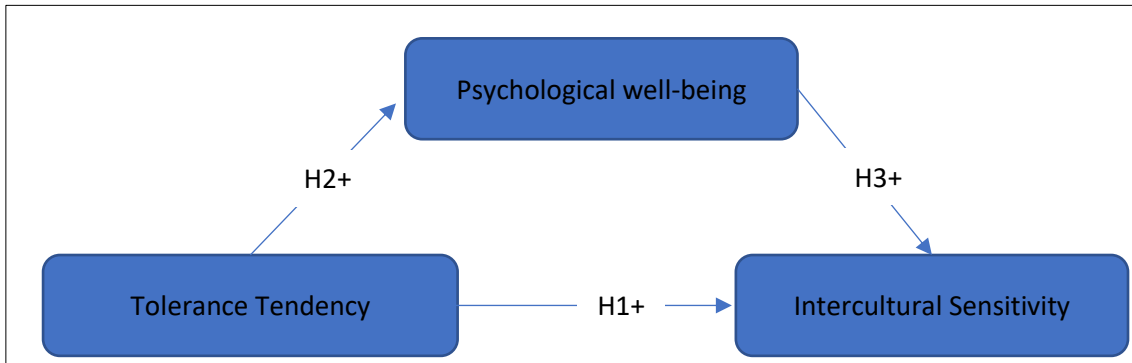 Psychological well-being
H2+
H3+
Tolerance Tendency
H1+
Intercultural Sensitivity